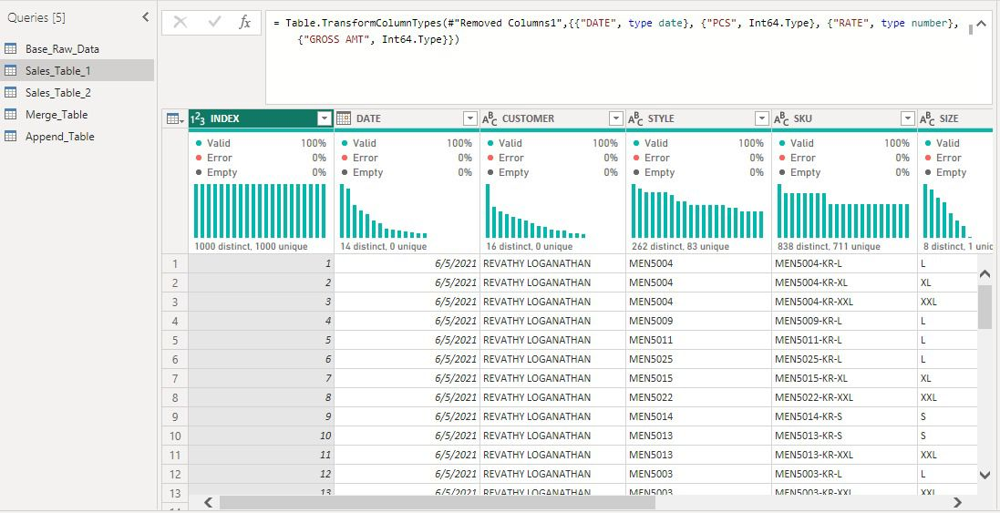 Queries [5]
Base_Raw_Data
Sales_Table_1
Sales_Table_2
Merge_Table
Append_Table
fx
= Table.TransformColumnTypes(#"Removed Columns1",{{"DATE", type date}, {"PCS", Int64.Type}, {"RATE", type number},
{"GROSS AMT", Int64.Type}})
1 2 3 INDEX DATE A B C CUSTOMER A B C STYLE A B C SKU A B C SIZE
Valid 100% Valid 100% Valid 100% Valid 100% Valid 100% Valid
Error 0% Error 0% Error 0% Error 0% Error 0% Error
Empty 0% Empty 0% Empty 0% Empty 0% Empty 0% Empty
1000 distinct, 1000 unique 14 distinct, 0 unique 16 distinct, 0 unique 262 distinct, 83 unique 838 distinct, 711 unique 8 distinct, 1 unic
1 1 6/5/2021 REVATHY LOGANATHAN MEN5004 MEN5004-KR-L L
2 2 6/5/2021 REVATHY LOGANATHAN MEN5004 MEN5004-KR-XL XL
3 3 6/5/2021 REVATHY LOGANATHAN MEN5004 MEN5004-KR-XXL XXL
4 4 6/5/2021 REVATHY LOGANATHAN MEN5009 MEN5009-KR-L L
5 5 6/5/2021 REVATHY LOGANATHAN MEN5011 MEN5011-KR-L L
6 6 6/5/2021 REVATHY LOGANATHAN MEN5025 MEN5025-KR-L L
7 7 6/5/2021 REVATHY LOGANATHAN MEN5015 MEN5015-KR-XL XL
8 8 6/5/2021 REVATHY LOGANATHAN MEN5022 MEN5022-KR-XXL XXL
9 9 6/5/2021 REVATHY LOGANATHAN MEN5014 MEN5014-KR-S S
10 10 6/5/2021 REVATHY LOGANATHAN MEN5013 MEN5013-KR-S S
11 11 6/5/2021 REVATHY LOGANATHAN MEN5013 MEN5013-KR-XXL XXL
12 12 6/5/2021 REVATHY LOGANATHAN MEN5003 MEN5003-KR-L L
13 13 6/5/2021 REVATHY LOGANATHAN MEN5003 MEN5003-KR-XXL XXL